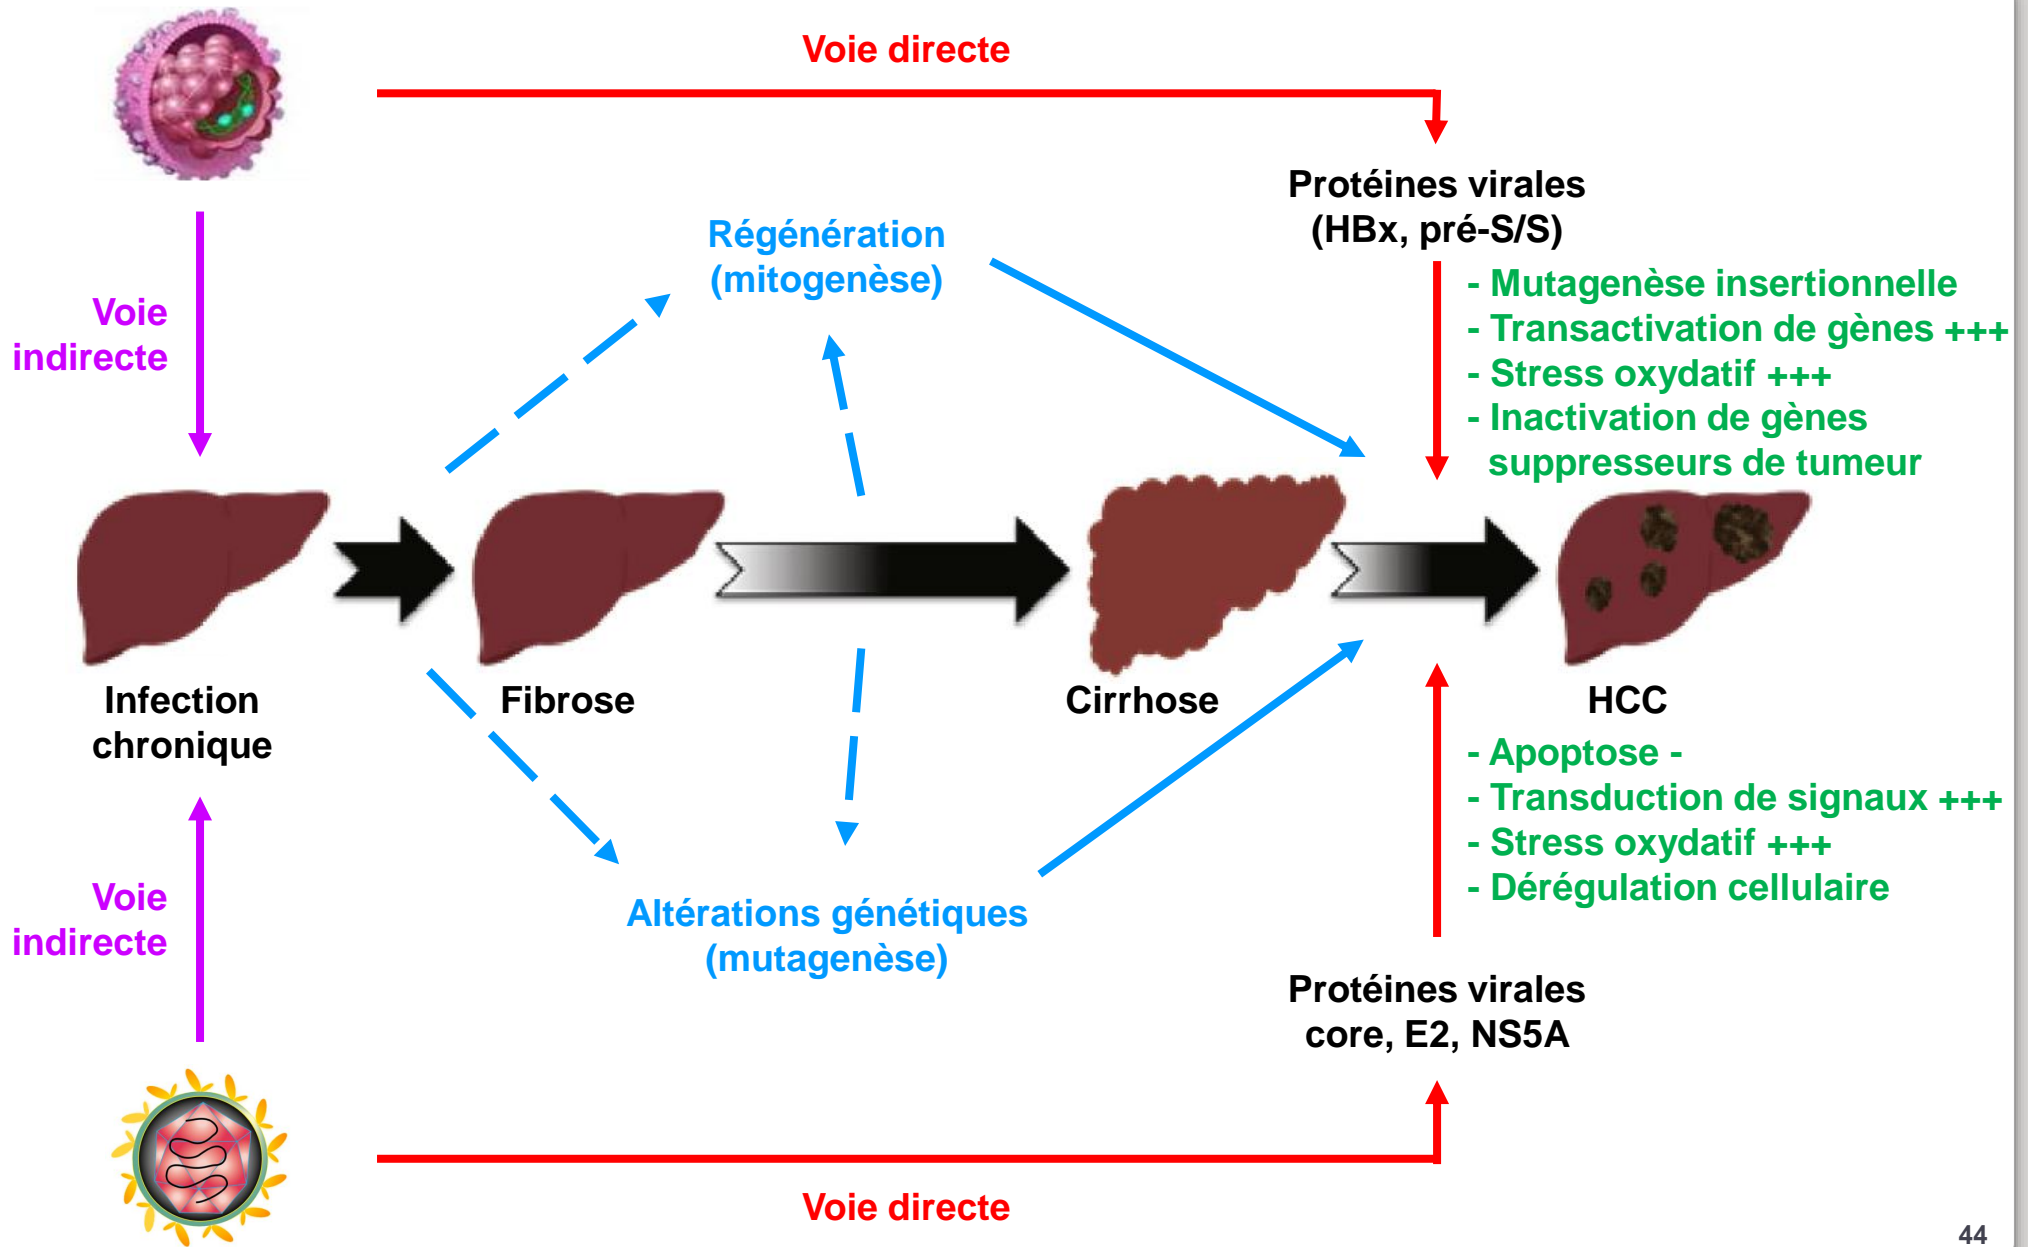 Voie directe
Protéines virales
(HBx, pré-S/S)
Régénération
(mitogenèse)
- Mutagenèse insertionnelle
- Transactivation de gènes +++
- Stress oxydatif +++
- Inactivation de gènes
suppresseurs de tumeur
Voie
indirecte
Infection
chronique
Fibrose
Cirrhose
HCC
- Apoptose -
- Transduction de signaux +++
- Stress oxydatif +++
- Dérégulation cellulaire
Voie
indirecte
Altérations génétiques
(mutagenèse)
Protéines virales
core, E2, NS5A
Voie directe
44